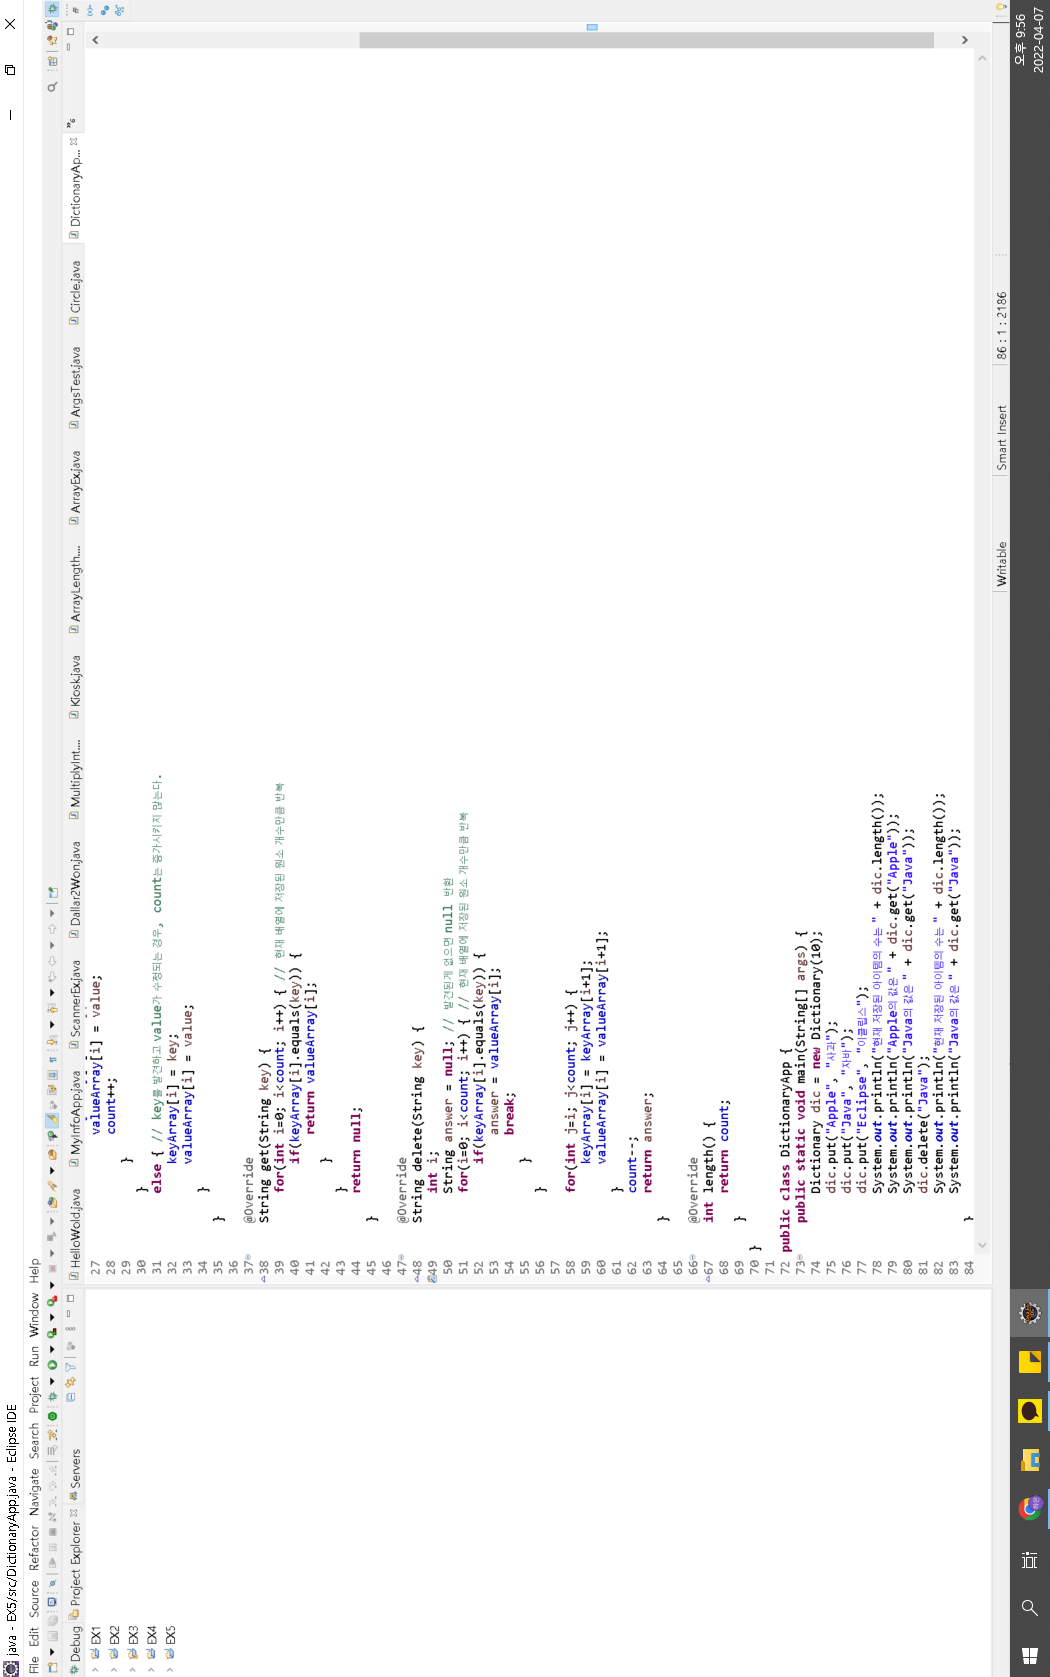 java - EX5/src/DictionaryApp.java - Eclipse IDE
File Edit Source Refactor Navigate Search Project Run Window Help
Debug Project Explorer Servers
EX1
EX2
EX3
EX4
EX5
HelloWold.java MyInfoApp.java ScannerEx.java Dallar2Won.java MultiplyInt.... Kiosk.java ArrayLength.... ArrayEx.java ArgsTest.java Circle.java DictionaryAp... »6
27 valueArray[i] = value;
28 count++;
29 }
30 }
31 else { // key를 발견하고 value가 수정되는 경우, count는 증가시키지 않는다.
32 keyArray[i] = key;
33 valueArray[i] = value;
34 }
35 }
36
37 @Override
38 String get(String key) {
39 for(int i=0; i<count; i++) { // 현재 배열에 저장된 원소 개수만큼 반복
40 if(keyArray[i].equals(key)) {
41 return valueArray[i];
42 }
43 }
44 return null;
45 }
46
47 @Override
48 String delete(String key) {
49 int i;
50 String answer = null; // 발견된게 없으면 null 반환
51 for(i=0; i<count; i++) { // 현재 배열에 저장된 원소 개수만큼 반복
52 if(keyArray[i].equals(key)) {
53 answer = valueArray[i];
54 break;
55 }
56 }
57
58 for(int j=i; j<count; j++) {
59 keyArray[i] = keyArray[i+1];
60 valueArray[i] = valueArray[i+1];
61 }
62 count--;
63 return answer;
64 }
65
66 @Override
67 int length() {
68 return count;
69 }
70 }
71
72 public class DictionaryApp {
73 public static void main(String[] args) {
74 Dictionary dic = new Dictionary(10);
75 dic.put("Apple", "사과");
76 dic.put("Java", "자바");
77 dic.put("Eclipse", "이클립스");
78 System.out.println("현재 저장된 아이템의 수는 " + dic.length());
79 System.out.println("Apple의 값은 " + dic.get("Apple"));
80 System.out.println("Java의 값은 " + dic.get("Java"));
81 dic.delete("Java");
82 System.out.println("현재 저장된 아이템의 수는 " + dic.length());
83 System.out.println("Java의 값은 " + dic.get("Java"));
84 }
Writable Smart Insert 86 : 1 : 2186
오후 9:56
2022-04-07